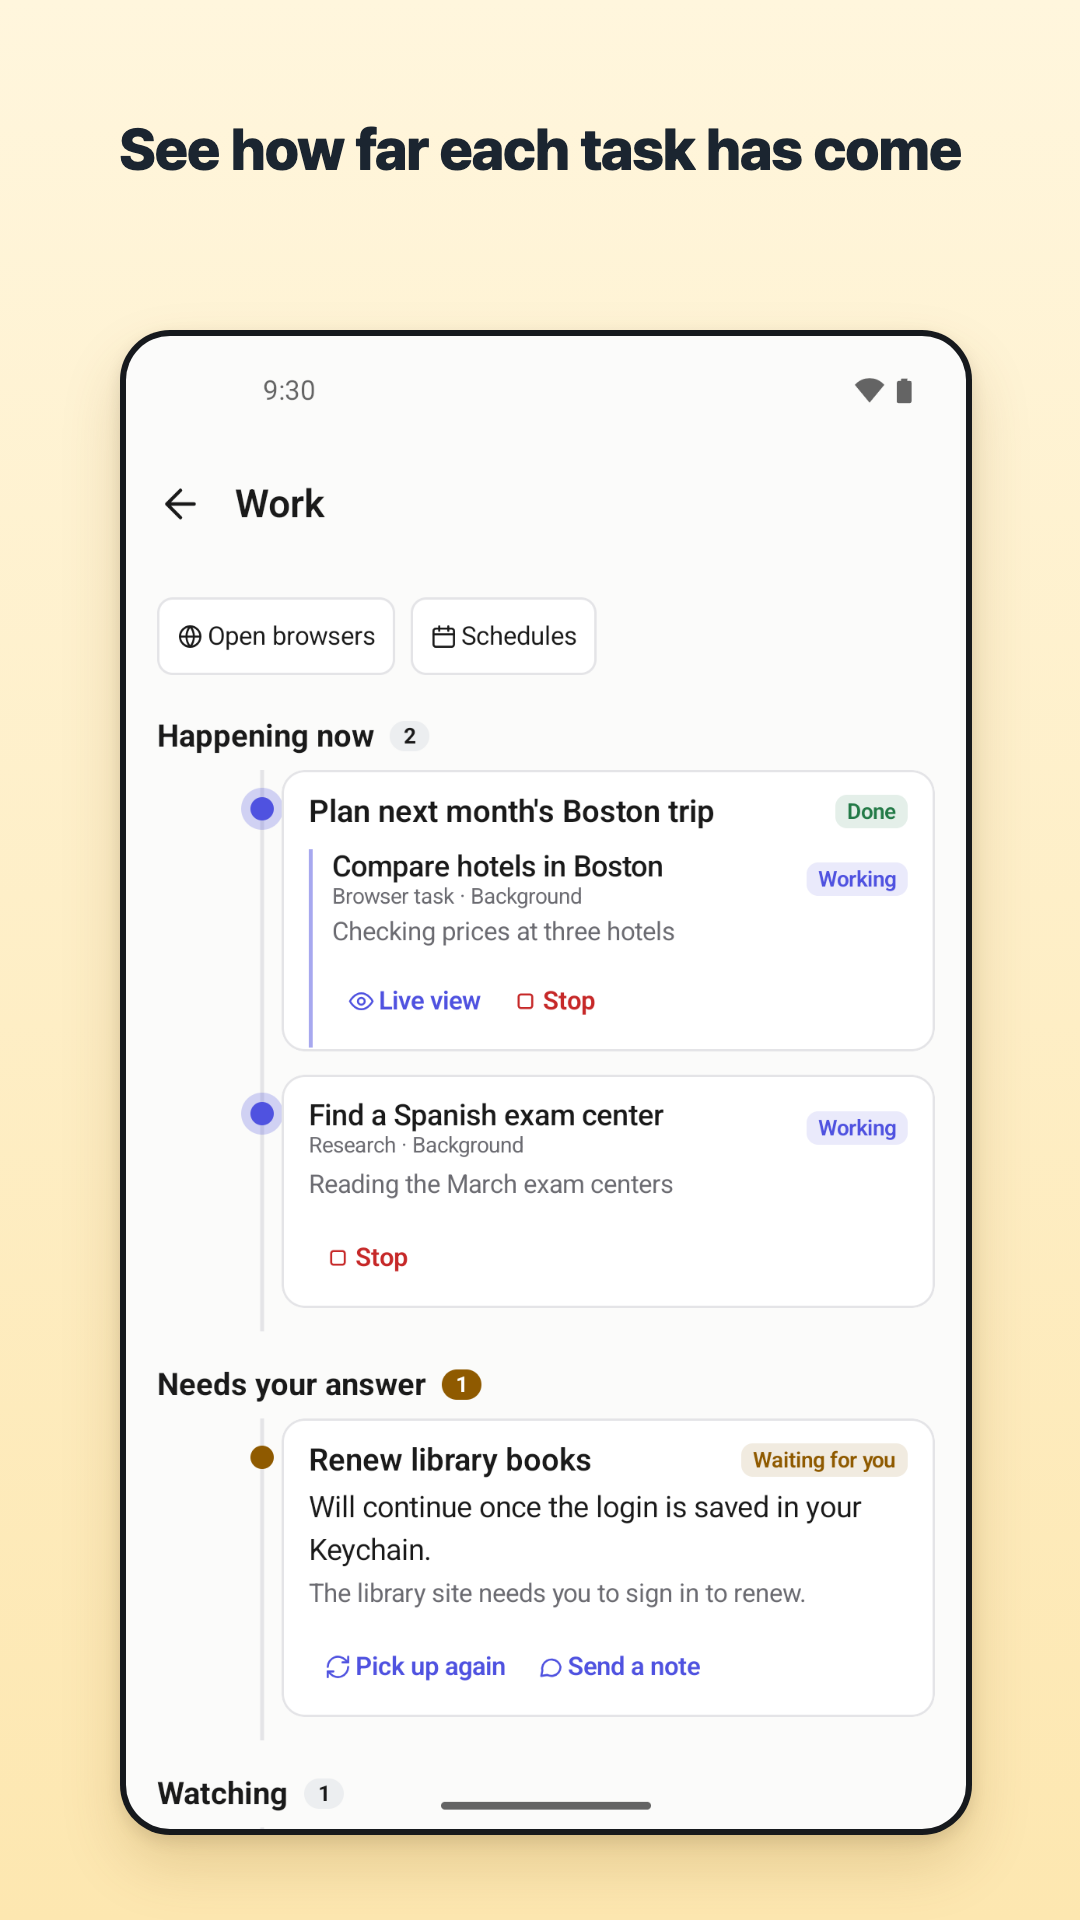 See how far each task has come
9:30
Work
Open browsers
Schedules
Happening now 2
Plan next month's Boston trip
Done
Compare hotels in Boston
Working
Browser task · Background
Checking prices at three hotels
Live view
Stop
Find a Spanish exam center
Working
Research · Background
Reading the March exam centers
Stop
Needs your answer 1
Renew library books
Waiting for you
Will continue once the login is saved in your
Keychain.
The library site needs you to sign in to renew.
Pick up again
Send a note
Watching 1